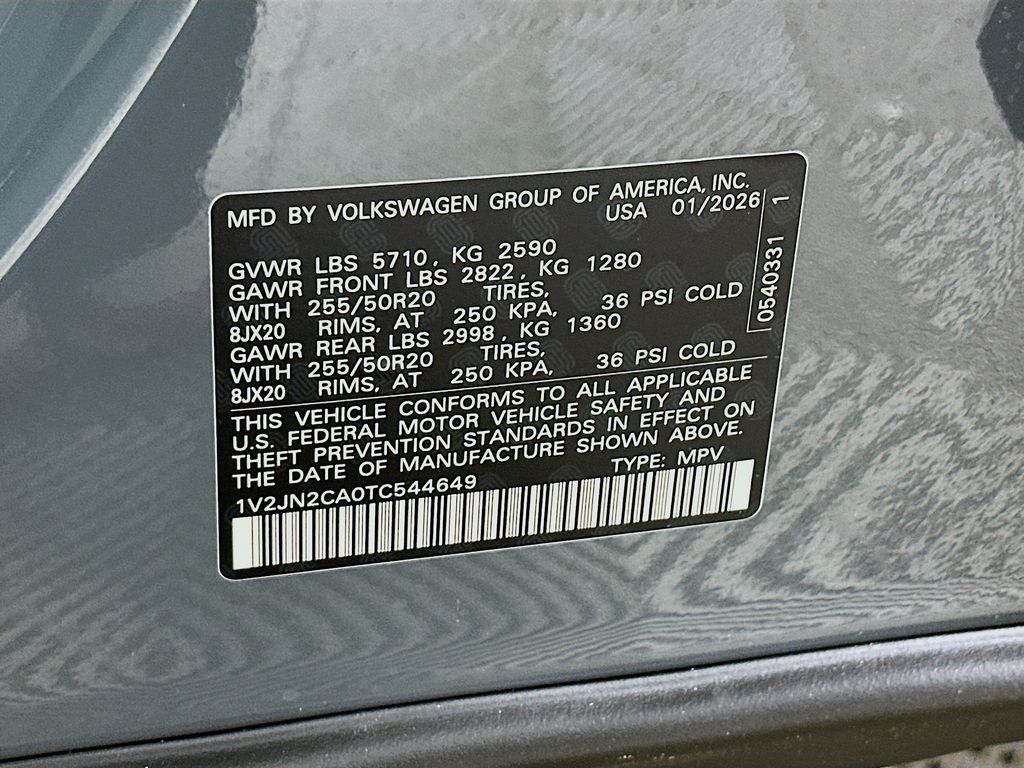 MFD BY VOLKSWAGEN GROUP OF AMERICA, INC.
USA 01/2026
GVWR LBS 5710, KG 2590
GAWR FRONT LBS 2822, KG 1280
WITH 255/50R20 TIRES,
8JX20 RIMS, AT 250 KPA, 36 PSI COLD
GAWR REAR LBS 2998, KG 1360
WITH 255/50R20 TIRES,
8JX20 RIMS, AT 250 KPA, 36 PSI COLD
0540331 1
THIS VEHICLE CONFORMS TO ALL APPLICABLE
U.S. FEDERAL MOTOR VEHICLE SAFETY AND
THEFT PREVENTION STANDARDS IN EFFECT ON
THE DATE OF MANUFACTURE SHOWN ABOVE.
1V2JN2CA0TC544649 TYPE: MPV